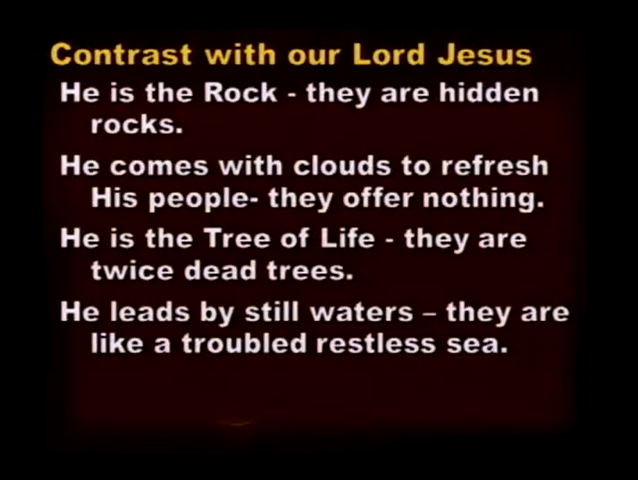 Contrast with our Lord Jesus
He is the Rock - they are hidden
rocks.
He comes with clouds to refresh
His people- they offer nothing.
He is the Tree of Life - they are
twice dead trees.
He leads by still waters – they are
like a troubled restless sea.